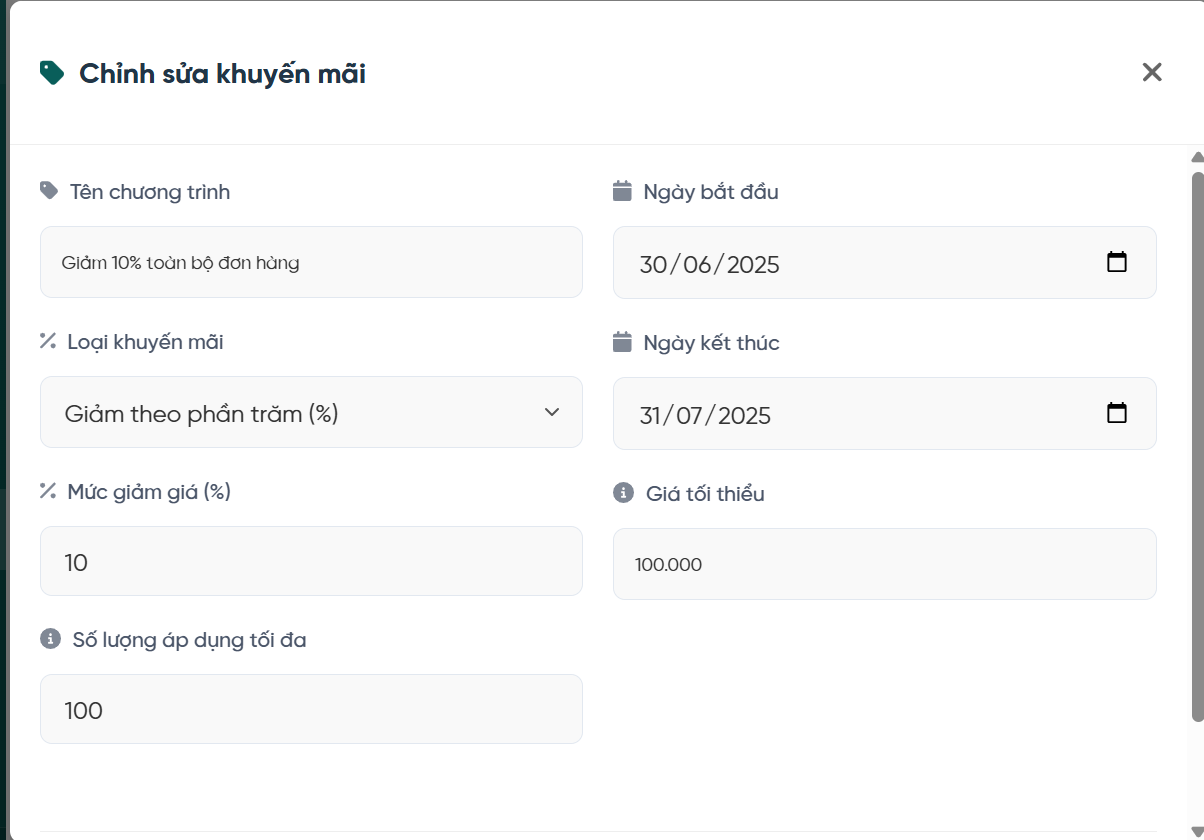 Chỉnh sửa khuyến mãi
Tên chương trình
Giảm 10% toàn bộ đơn hàng
Ngày bắt đầu
30/06/2025
Loại khuyến mãi
Giảm theo phần trăm (%)
Ngày kết thúc
31/07/2025
Mức giảm giá (%)
10
Giá tối thiểu
100.000
Số lượng áp dụng tối đa
100